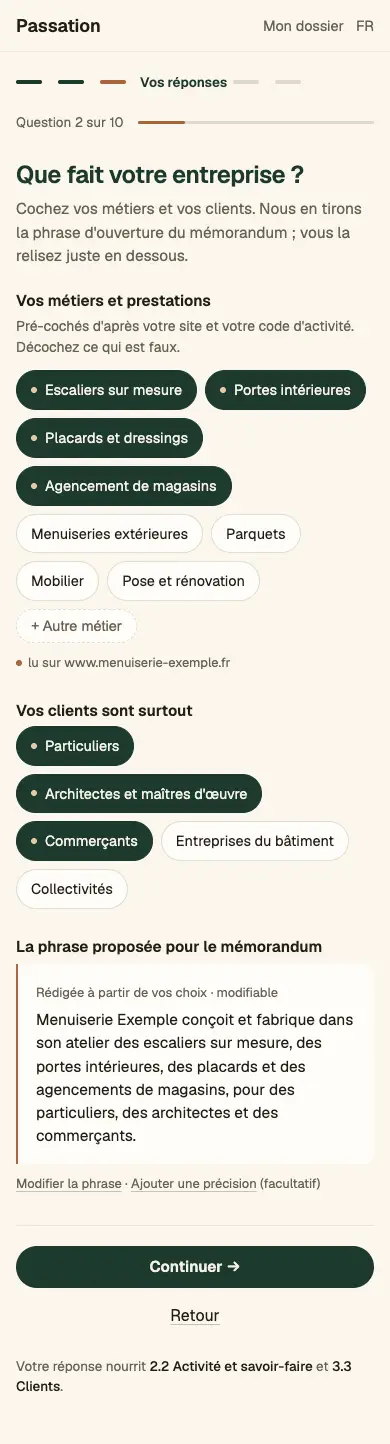 Passation
Mon dossier FR
Vos réponses
Question 2 sur 10
Que fait votre entreprise ?
Cochez vos métiers et vos clients. Nous en tirons
la phrase d'ouverture du mémorandum ; vous la
relisez juste en dessous.
Vos métiers et prestations
Pré-cochés d'après votre site et votre code d'activité.
Décochez ce qui est faux.
Escaliers sur mesure
Portes intérieures
Placards et dressings
Agencement de magasins
Menuiseries extérieures
Parquets
Mobilier
Pose et rénovation
+ Autre métier
lu sur www.menuiserie-exemple.fr
Vos clients sont surtout
Particuliers
Architectes et maîtres d'œuvre
Commerçants
Entreprises du bâtiment
Collectivités
La phrase proposée pour le mémorandum
Rédigée à partir de vos choix · modifiable
Menuiserie Exemple conçoit et fabrique dans
son atelier des escaliers sur mesure, des
portes intérieures, des placards et des
agencements de magasins, pour des
particuliers, des architectes et des
commerçants.
Modifier la phrase · Ajouter une précision (facultatif)
Continuer →
Retour
Votre réponse nourrit 2.2 Activité et savoir-faire et 3.3
Clients.